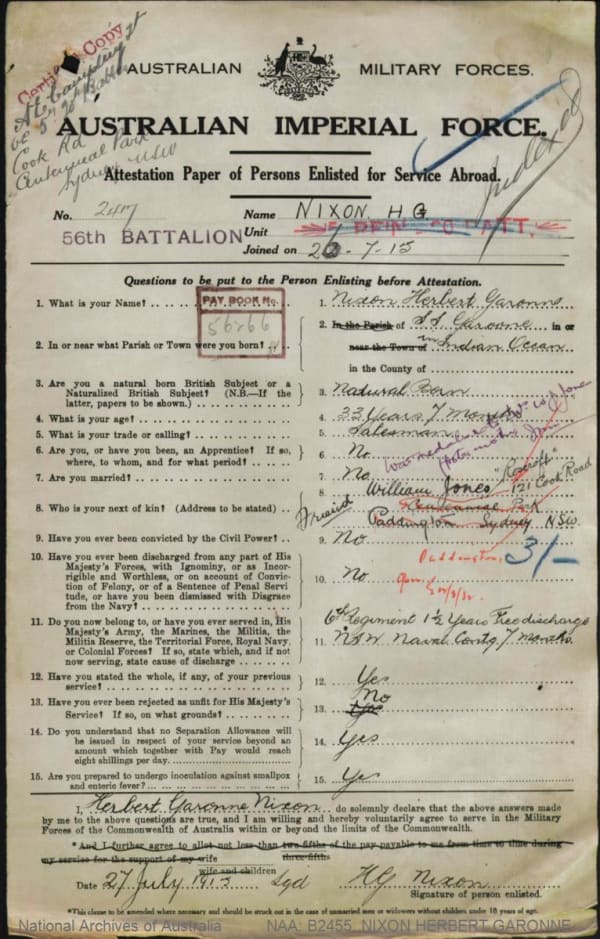 Certified Copy
Cook Rd
Centennial Park
Sydney NSW
AUSTRALIAN MILITARY FORCES.
AUSTRALIAN IMPERIAL FORCE.
Indexed
Attestation Paper of Persons Enlisted for Service Abroad.
No. 2417 Name NIXON. H G
56th BATTALION Unit
Joined on 26-7-15
Questions to be put to the Person Enlisting before Attestation.
PAY BOOK No.
56266
1. What is your Name? 1. Nixon Herbert Garonne
2. In or near what Parish or Town were you born? 2. In the Parish of S.S. Garonne in or
near the Town of in Indian Ocean
in the County of
3. Are you a natural born British Subject or a
Naturalized British Subject? (N.B.—If the
latter, papers to be shown.) 3. Natural Born
4. What is your age? 4. 33 Years 7 Months
5. What is your trade or calling? 5. Salesman
6. Are you, or have you been, an Apprentice? If so,
where, to whom, and for what period? 6. No
7. Are you married? 7. No
8. Who is your next of kin? (Address to be stated) 8. Friend William Jones 121 Cook Road
Centennial Park
Paddington Sydney NSW
Paddington,
3/-
9. Have you ever been convicted by the Civil Power? 9. No
10. Have you ever been discharged from any part of His
Majesty's Forces, with Ignominy, or as Incor-
rigible and Worthless, or on account of Convic-
tion of Felony, or of a Sentence of Penal Servi
tude, or have you been dismissed with Disgrace
from the Navy? 10. No
11. Do you now belong to, or have you ever served in, His
Majesty's Army, the Marines, the Militia, the
Militia Reserve, the Territorial Force, Royal Navy,
or Colonial Forces? If so, state which, and if not
now serving, state cause of discharge 11. 6th Regiment 1½ Years Free discharge
NSW Naval Contg. 7 months
12. Have you stated the whole, if any, of your previous
service? 12. Yes
13. Have you ever been rejected as unfit for His Majesty's
Service? If so, on what grounds? 13. No Yes
14. Do you understand that no Separation Allowance will
be issued in respect of your service beyond an
amount which together with Pay would reach
eight shillings per day. 14. Yes
15. Are you prepared to undergo inoculation against smallpox
and enteric fever? 15. Yes
I, Herbert Garonne Nixon do solemnly declare that the above answers made
by me to the above questions are true, and I am willing and hereby voluntarily agree to serve in the Military
Forces of the Commonwealth of Australia within or beyond the limits of the Commonwealth.
*And I further agree to allot not less than two-fifths of the pay payable to me from time to time during
my service for the support of my wife three-fifths
wife and children
Date 27 July 1915 Sgd H G Nixon
Signature of person enlisted.
*This clause to be amended where necessary and should be struck out in the case of unmarried men or widowers without children under 18 years of age.
National Archives of Australia NAA: B2455, NIXON HERBERT GARONNE